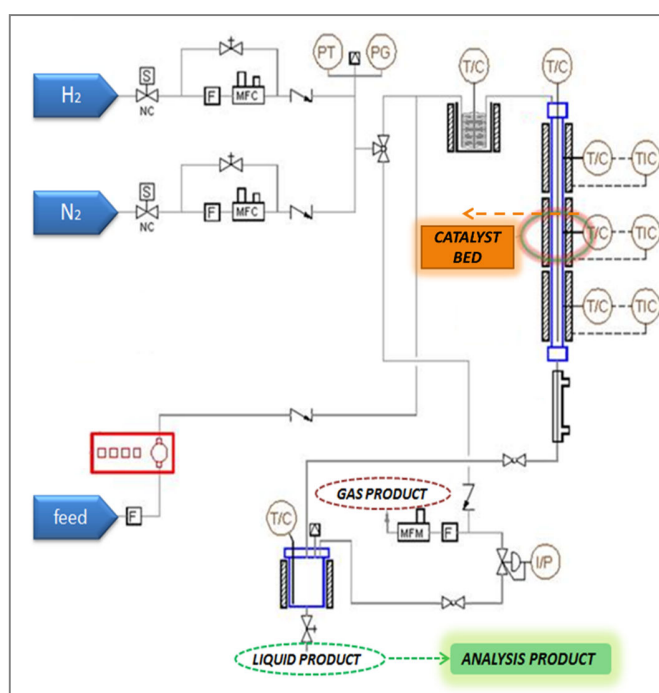 PT
PG
T/C
T/C
H2
S
NC
F
MFC
T/C
TIC
N2
S
NC
F
MFC
CATALYST
BED
T/C
TIC
T/C
TIC
feed
F
GAS PRODUCT
T/C
MFM
F
I/P
LIQUID PRODUCT
ANALYSIS PRODUCT